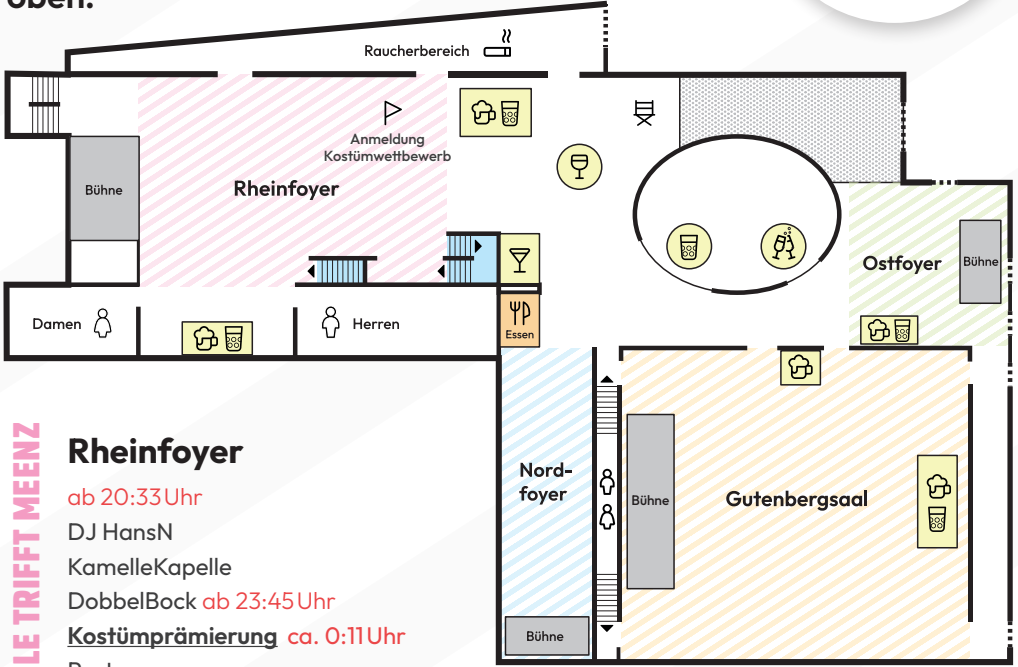 oben.
Raucherbereich
Anmeldung
Kostümwettbewerb
Bühne
Rheinfoyer
Ostfoyer
Bühne
Damen
Herren
Essen
Nord-
foyer
Bühne
Gutenbergsaal
Bühne
LE TRIFFT MEENZ
Rheinfoyer
ab 20:33 Uhr
DJ HansN
KamelleKapelle
DobbelBock ab 23:45 Uhr
Kostümprämierung ca. 0:11 Uhr